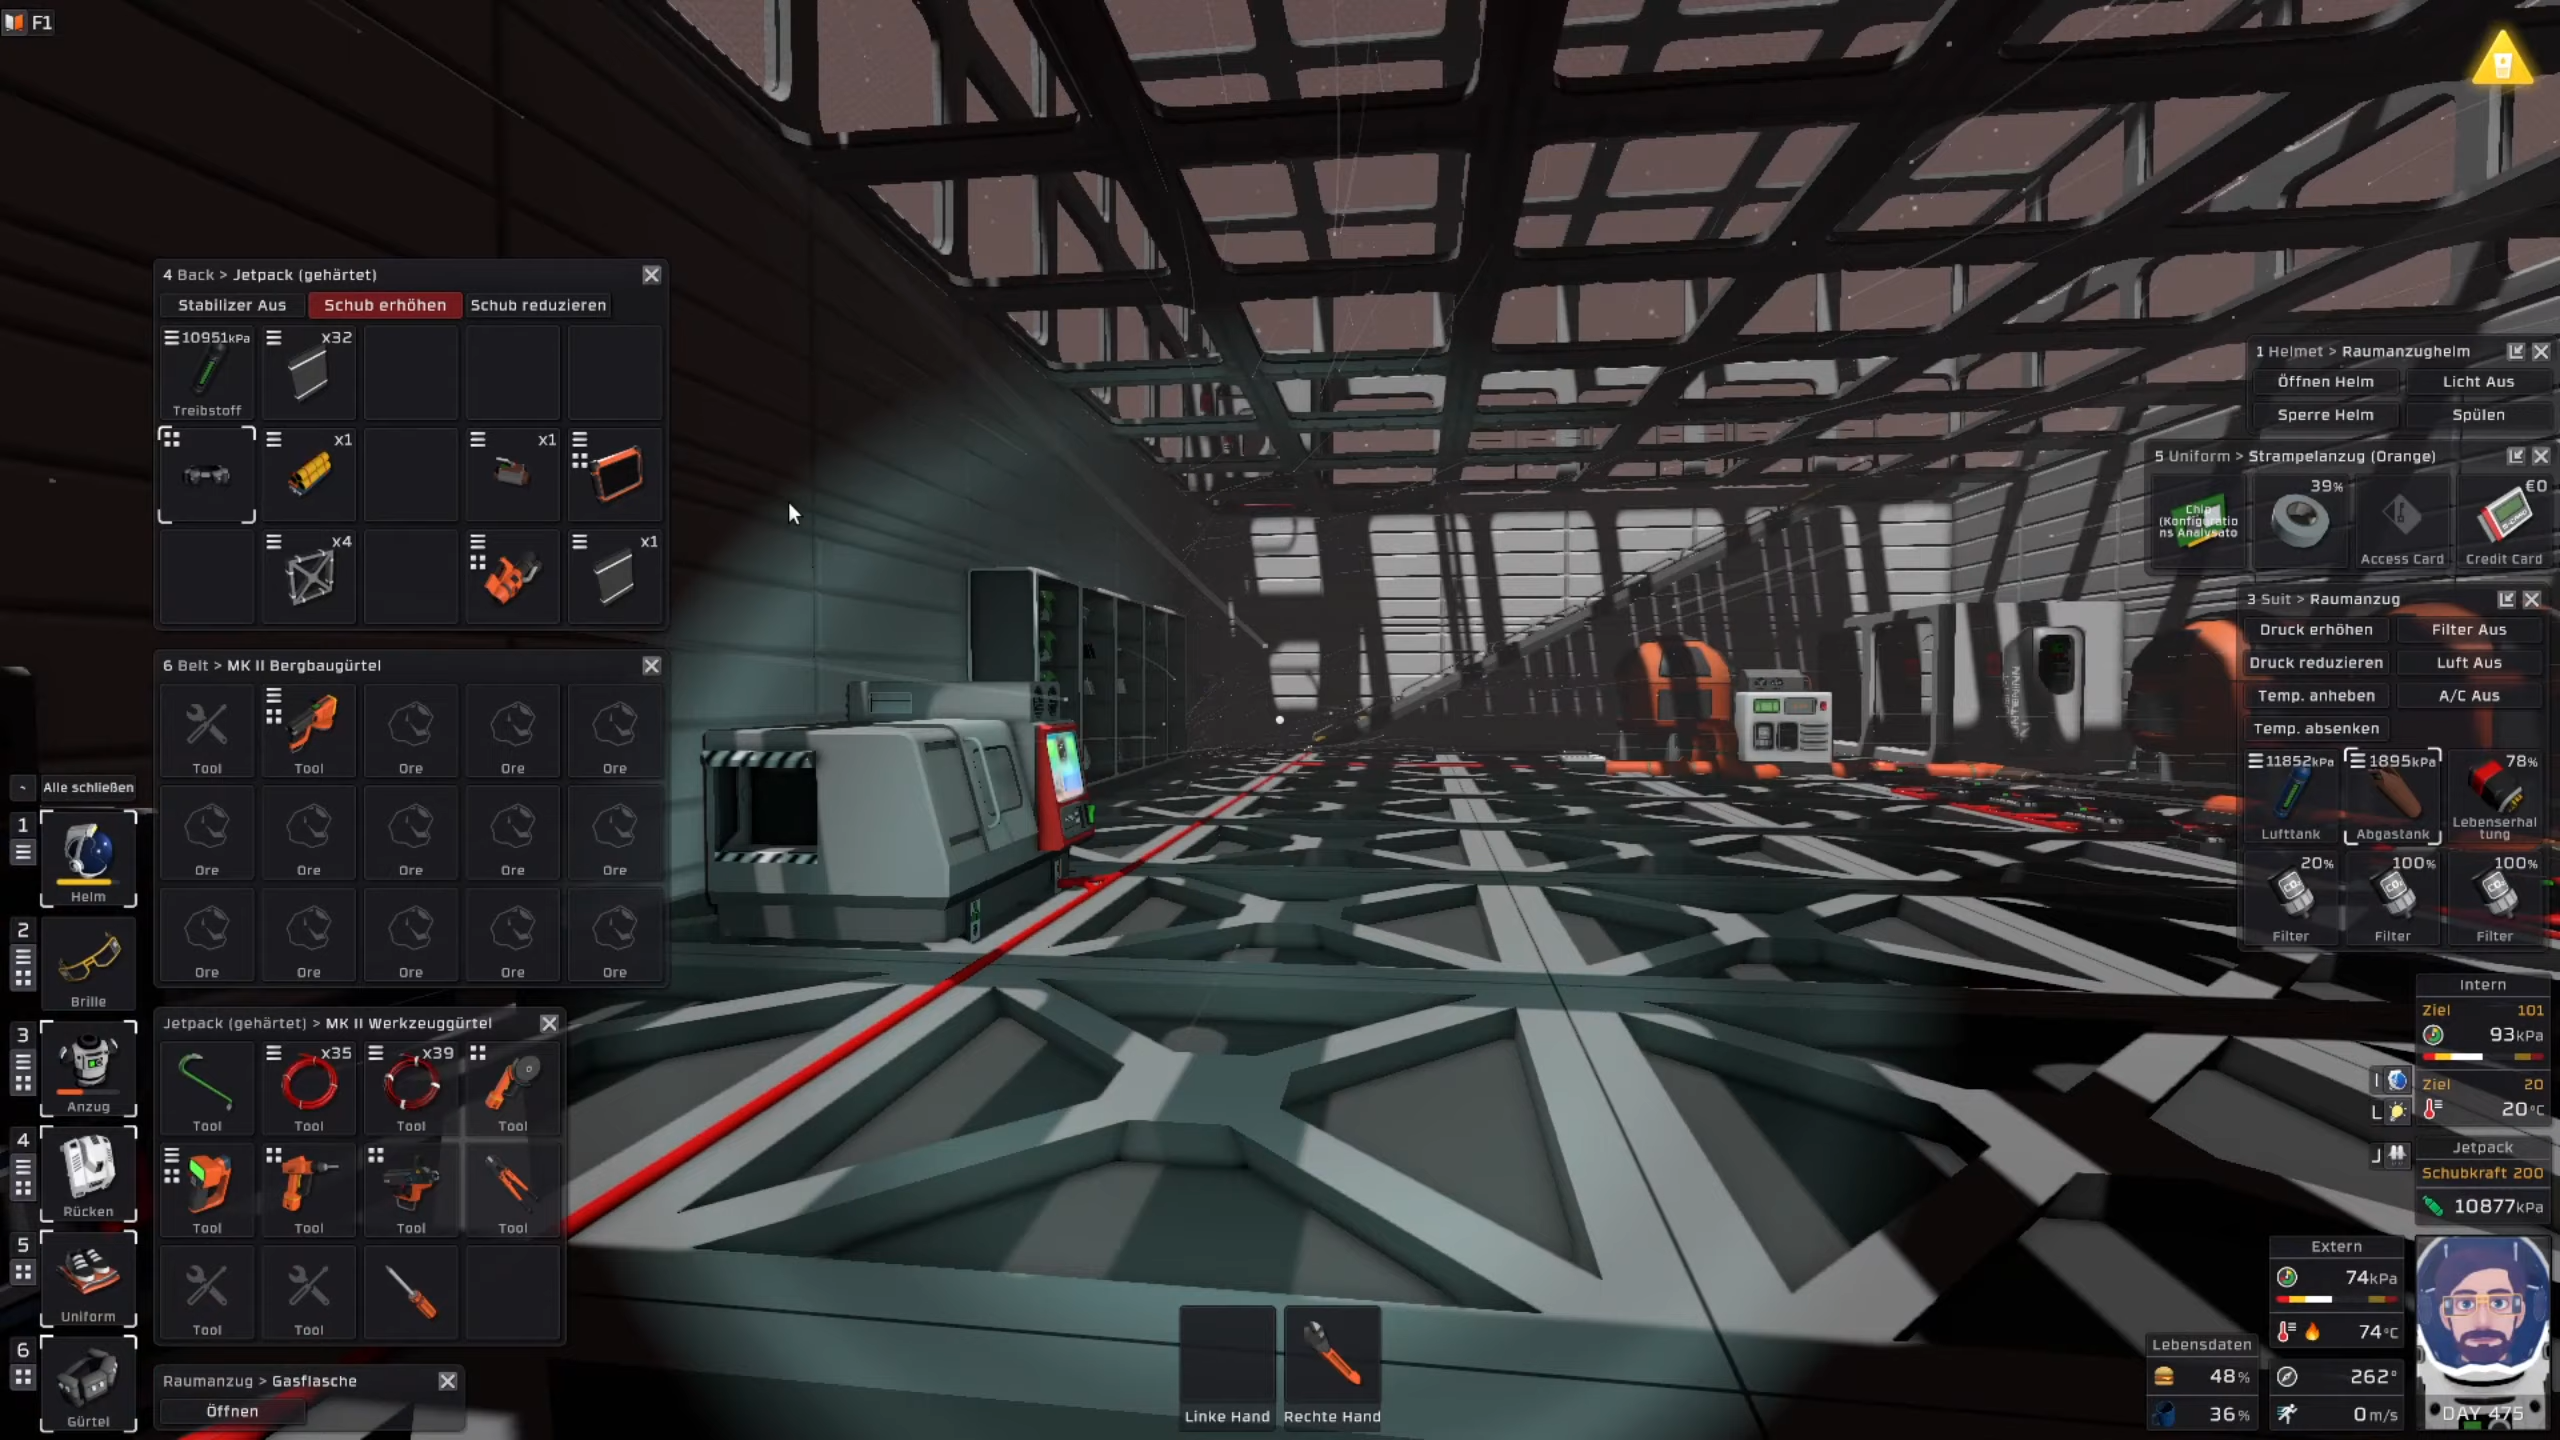 F1
4 Back > Jetpack (gehärtet)
Stabilizer Aus
Schub erhöhen
Schub reduzieren
10951kPa
x32
Treibstoff
x1
x1
x4
x1
6 Belt > MK II Bergbaugürtel
Tool
Tool
Ore
Ore
Ore
Ore
Ore
Ore
Ore
Ore
Ore
Ore
Ore
Ore
Ore
Jetpack (gehärtet) > MK II Werkzeuggürtel
x35
x39
Tool
Tool
Tool
Tool
Tool
Tool
Tool
Tool
Tool
Tool
Raumanzug > Gasflasche
Öffnen
Alle schließen
1
Helm
2
Brille
3
Anzug
4
Rücken
5
Uniform
6
Gürtel
Linke Hand
Rechte Hand
1 Helmet > Raumanzughelm
Öffnen Helm
Licht Aus
Sperre Helm
Spülen
5 Uniform > Strampelanzug (Orange)
Chip
(Konfiguratio
ns Analysato
39%
€0
Access Card
Credit Card
3 Suit > Raumanzug
Druck erhöhen
Filter Aus
Druck reduzieren
Luft Aus
Temp. anheben
A/C Aus
Temp. absenken
11852kPa
1895kPa
78%
Lufttank
Abgastank
Lebenserhal
tung
20%
100%
100%
Filter
Filter
Filter
Intern
Ziel 101
93kPa
I
Ziel 20
L
20°C
Jetpack
J
Schubkraft 200
10877kPa
Extern
74kPa
74°C
Lebensdaten
48%
262°
36%
0m/s
DAY 475